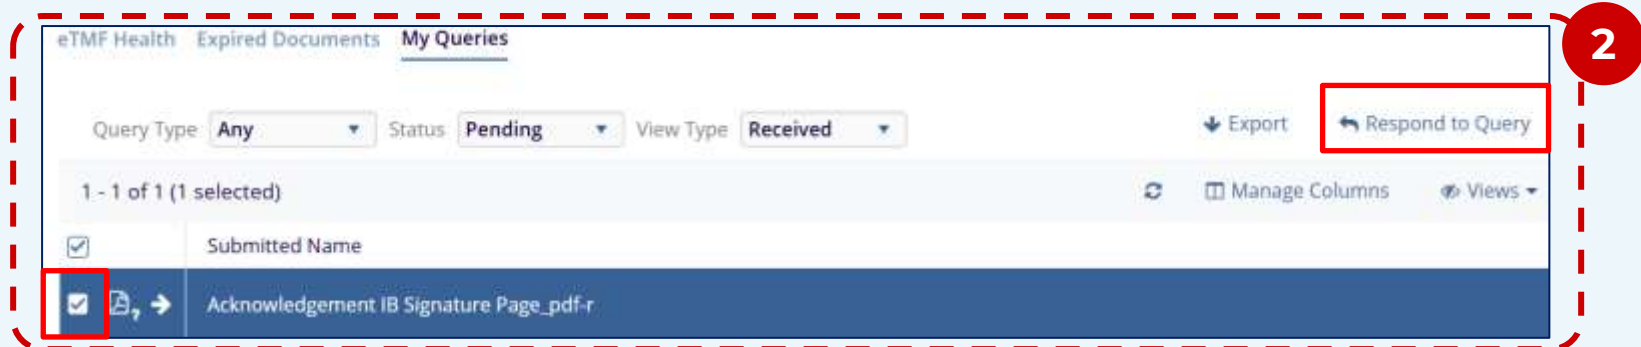 2
eTMF Health Expired Documents My Queries
Query Type Any Status Pending View Type Received Export Respond to Query
1 - 1 of 1 (1 selected) Manage Columns Views
Submitted Name
Acknowledgement IB Signature Page_pdf-r